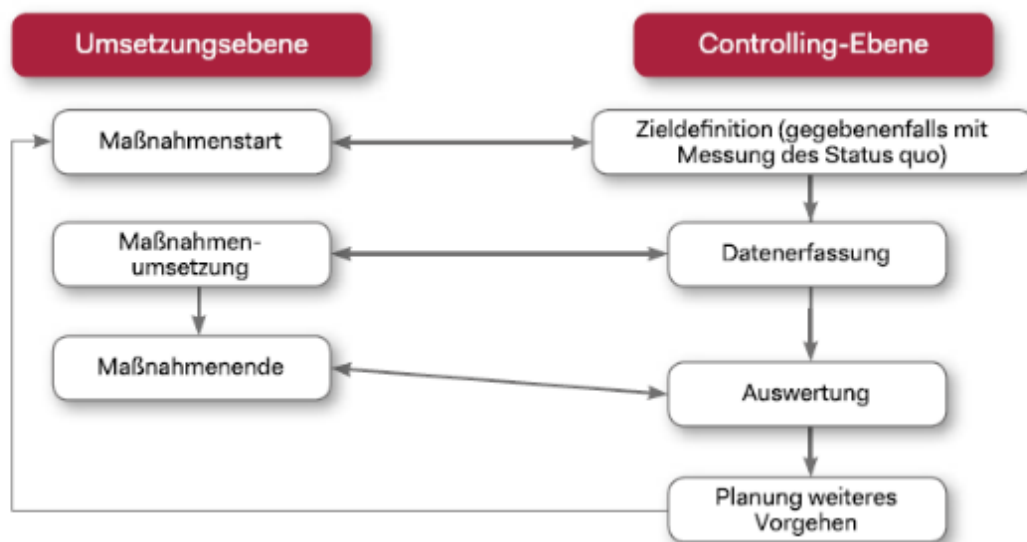 Umsetzungsebene
Controlling-Ebene
Maßnahmenstart
Zieldefinition (gegebenenfalls mit
Messung des Status quo)
Maßnahmen-
umsetzung
Datenerfassung
Maßnahmenende
Auswertung
Planung weiteres
Vorgehen